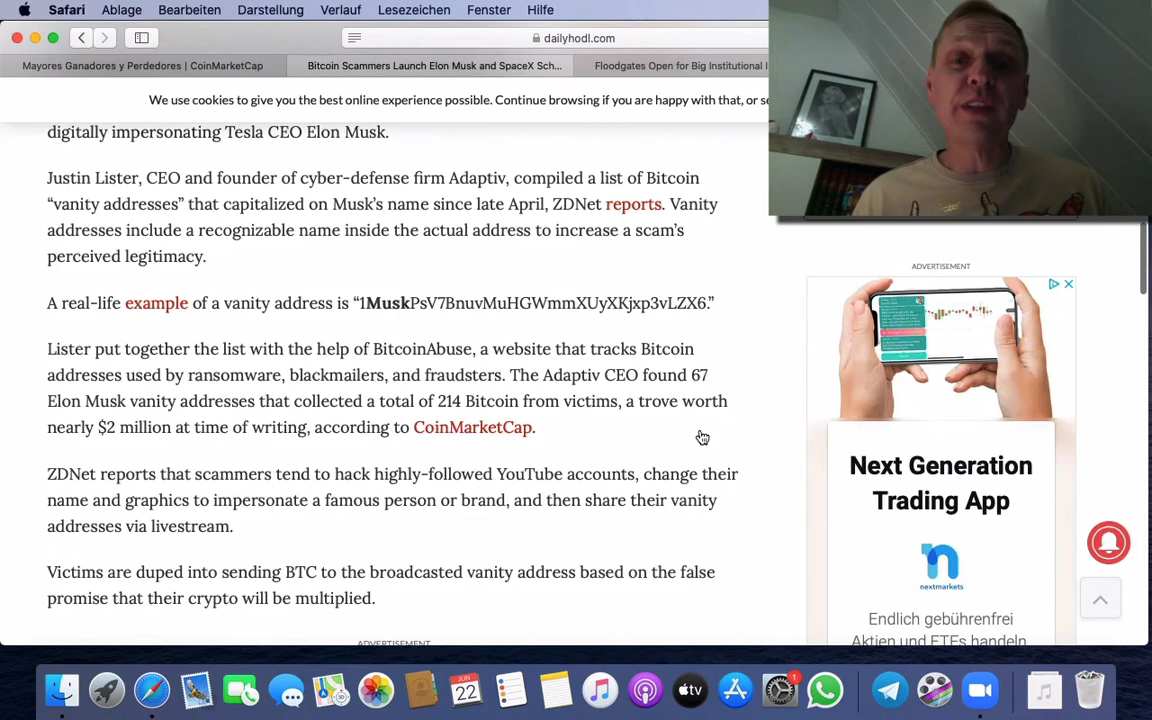 Safari Ablage Bearbeiten Darstellung Verlauf Lesezeichen Fenster Hilfe
dailyhodl.com
Mayores Ganadores y Perdedores | CoinMarketCap
Bitcoin Scammers Launch Elon Musk and SpaceX Sch...
Floodgates Open for Big Institutional I
We use cookies to give you the best online experience possible. Continue browsing if you are happy with that, or se
digitally impersonating Tesla CEO Elon Musk.
Justin Lister, CEO and founder of cyber-defense firm Adaptiv, compiled a list of Bitcoin
“vanity addresses” that capitalized on Musk’s name since late April, ZDNet reports. Vanity
addresses include a recognizable name inside the actual address to increase a scam’s
perceived legitimacy.
A real-life example of a vanity address is “1MuskPsV7BnuvMuHGWmmXUyXKjxp3vLZX6.”
Lister put together the list with the help of BitcoinAbuse, a website that tracks Bitcoin
addresses used by ransomware, blackmailers, and fraudsters. The Adaptiv CEO found 67
Elon Musk vanity addresses that collected a total of 214 Bitcoin from victims, a trove worth
nearly $2 million at time of writing, according to CoinMarketCap.
ZDNet reports that scammers tend to hack highly-followed YouTube accounts, change their
name and graphics to impersonate a famous person or brand, and then share their vanity
addresses via livestream.
Victims are duped into sending BTC to the broadcasted vanity address based on the false
promise that their crypto will be multiplied.
ADVERTISEMENT
ADVERTISEMENT
Next Generation
Trading App
nextmarkets
Endlich gebührenfrei
Aktien und ETFs handeln
22
1
tv